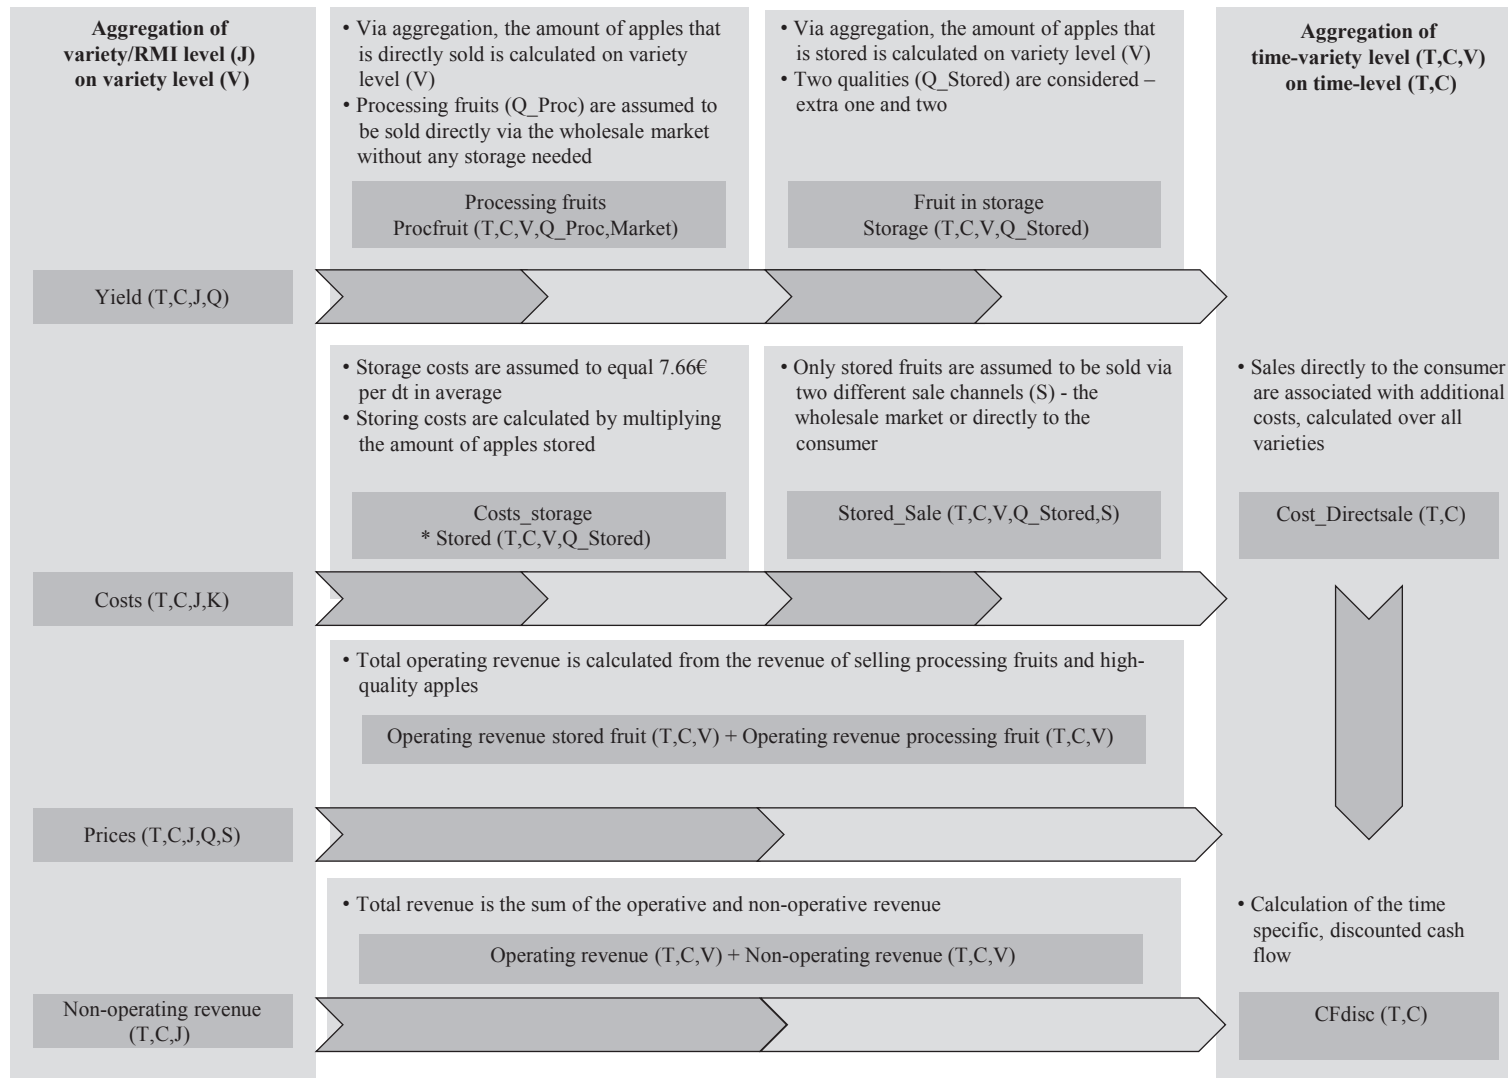 Aggregation of
variety/RMI level (J)
on variety level (V)
• Via aggregation, the amount of apples that
is directly sold is calculated on variety
level (V)
• Processing fruits (Q_Proc) are assumed to
be sold directly via the wholesale market
without any storage needed
Processing fruits
Procfruit (T,C,V,Q_Proc,Market)
• Via aggregation, the amount of apples that
is stored is calculated on variety level (V)
• Two qualities (Q_Stored) are considered –
extra one and two
Fruit in storage
Storage (T,C,V,Q_Stored)
Aggregation of
time-variety level (T,C,V)
on time-level (T,C)
Yield (T,C,J,Q)
• Storage costs are assumed to equal 7.66€
per dt in average
• Storing costs are calculated by multiplying
the amount of apples stored
Costs_storage
* Stored (T,C,V,Q_Stored)
• Only stored fruits are assumed to be sold via
two different sale channels (S) - the
wholesale market or directly to the
consumer
Stored_Sale (T,C,V,Q_Stored,S)
• Sales directly to the consumer
are associated with additional
costs, calculated over all
varieties
Cost_Directsale (T,C)
Costs (T,C,J,K)
• Total operating revenue is calculated from the revenue of selling processing fruits and high-
quality apples
Operating revenue stored fruit (T,C,V) + Operating revenue processing fruit (T,C,V)
Prices (T,C,J,Q,S)
• Total revenue is the sum of the operative and non-operative revenue
Operating revenue (T,C,V) + Non-operating revenue (T,C,V)
• Calculation of the time
specific, discounted cash
flow
CFdisc (T,C)
Non-operating revenue
(T,C,J)